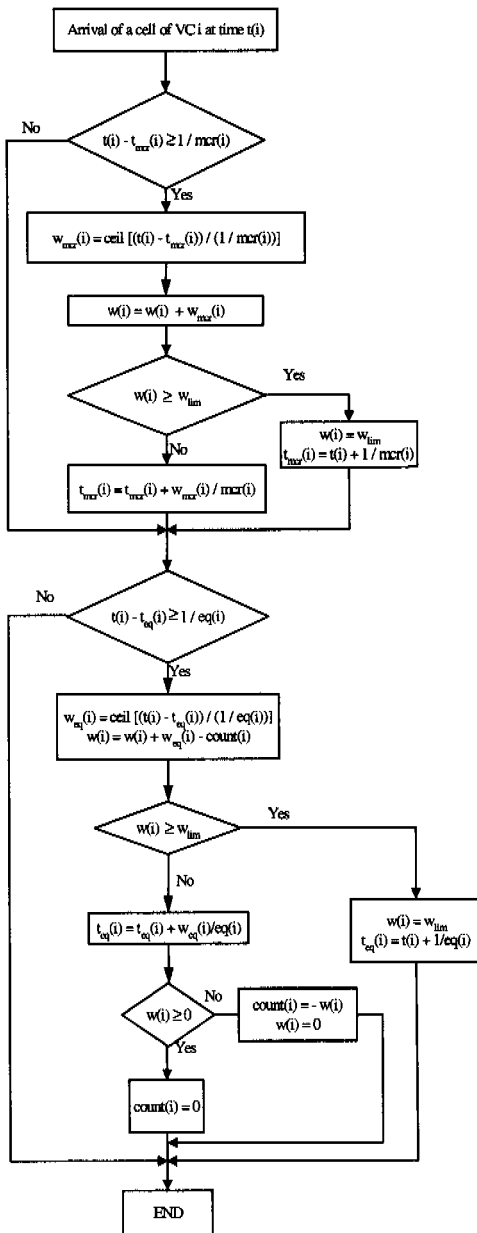 Arrival of a cell of VC i at time t(i)
No
t(i) - t_mcr(i) ≥ 1 / mcr(i)
Yes
w_mcr(i) = ceil [(t(i) - t_mcr(i)) / (1 / mcr(i))]
w(i) = w(i) + w_mcr(i)
w(i) ≥ w_lim
Yes
No
w(i) = w_lim
t_mcr(i) = t(i) + 1 / mcr(i)
t_mcr(i) = t_mcr(i) + w_mcr(i) / mcr(i)
No
t(i) - t_eq(i) ≥ 1 / eq(i)
Yes
w_eq(i) = ceil [(t(i) - t_eq(i)) / (1 / eq(i))]
w(i) = w(i) + w_eq(i) - count(i)
w(i) ≥ w_lim
Yes
No
w(i) = w_lim
t_eq(i) = t(i) + 1/eq(i)
t_eq(i) = t_eq(i) + w_eq(i)/eq(i)
w(i) ≥ 0
No
count(i) = - w(i)
w(i) = 0
Yes
count(i) = 0
END